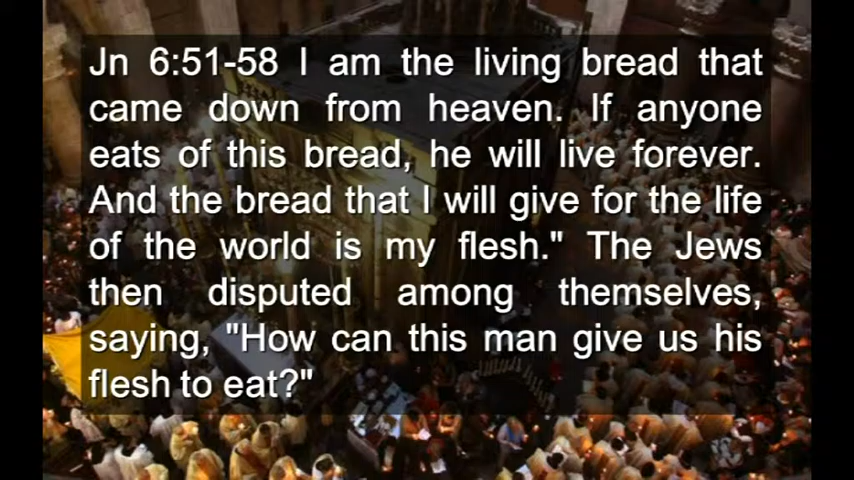 Jn 6:51-58 I am the living bread that
came down from heaven. If anyone
eats of this bread, he will live forever.
And the bread that I will give for the life
of the world is my flesh." The Jews
then disputed among themselves,
saying, "How can this man give us his
flesh to eat?"